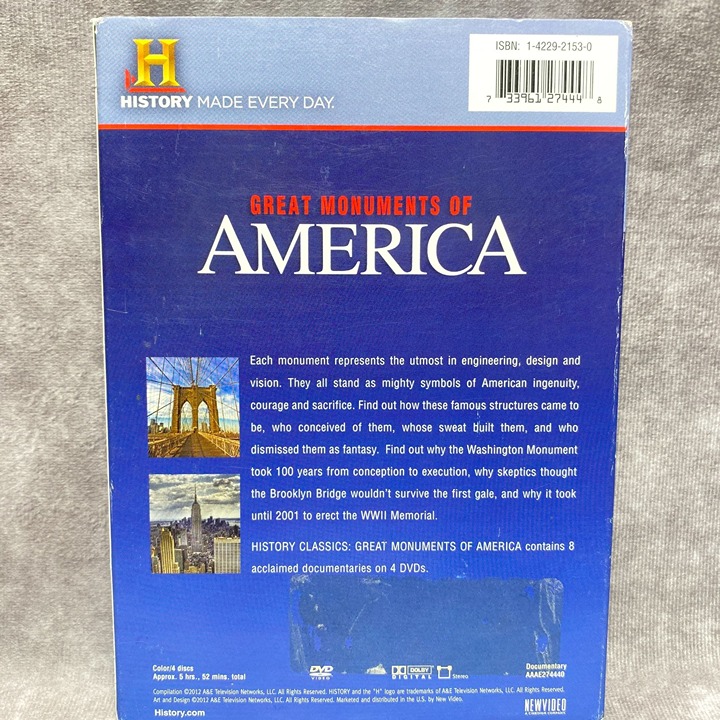 H
HISTORY MADE EVERY DAY.
ISBN: 1-4229-2153-0
7 33961 27444 8
GREAT MONUMENTS OF
AMERICA
Each monument represents the utmost in engineering, design and
vision. They all stand as mighty symbols of American ingenuity,
courage and sacrifice. Find out how these famous structures came to
be, who conceived of them, whose sweat built them, and who
dismissed them as fantasy. Find out why the Washington Monument
took 100 years from conception to execution, why skeptics thought
the Brooklyn Bridge wouldn't survive the first gale, and why it took
until 2001 to erect the WWII Memorial.
HISTORY CLASSICS: GREAT MONUMENTS OF AMERICA contains 8
acclaimed documentaries on 4 DVDs.
Color/4 discs
Approx. 5 hrs., 52 mins. total
DVD
VIDEO
DOLBY
DIGITAL
Stereo
Documentary
AAAE274440
Compilation ©2012 A&E Television Networks, LLC. All Rights Reserved. HISTORY and the "H" logo are trademarks of A&E Television Networks, LLC. All Rights Reserved.
Art and Design ©2012 A&E Television Networks, LLC. All Rights Reserved. Marketed and distributed in the U.S. by New Video.
History.com
NEWVIDEO